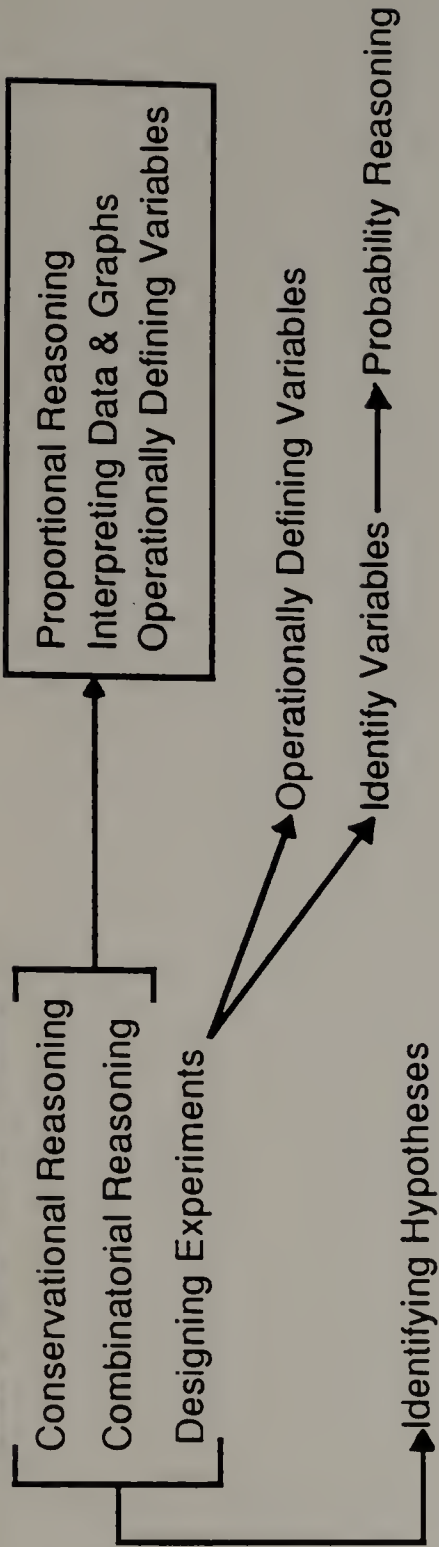 Conservational Reasoning
Combinatorial Reasoning
Designing Experiments
Proportional Reasoning
Interpreting Data & Graphs
Operationally Defining Variables
Operationally Defining Variables
Identify Variables
Probability Reasoning
Identifying Hypotheses